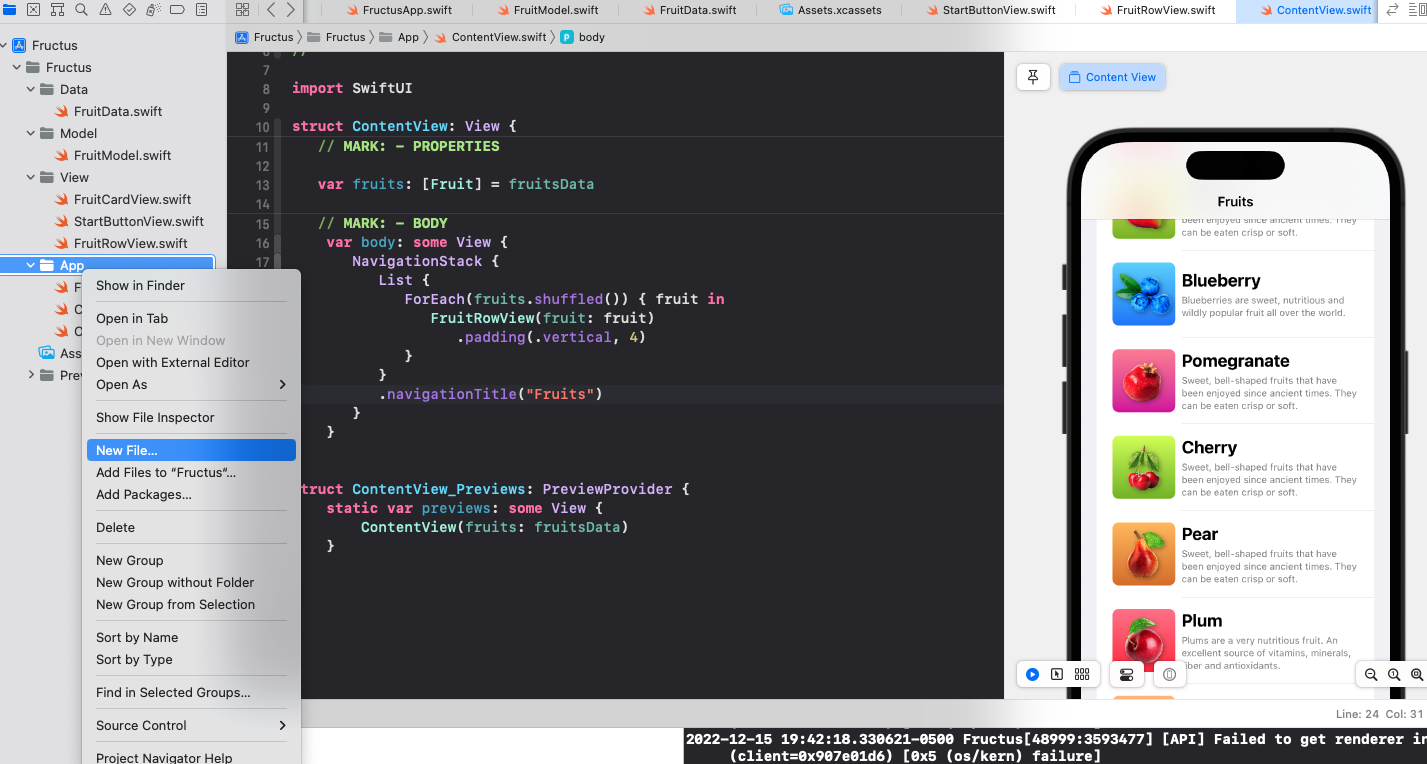 FructusApp.swift
FruitModel.swift
FruitData.swift
Assets.xcassets
StartButtonView.swift
FruitRowView.swift
ContentView.swift
Fructus
Fructus
App
ContentView.swift
body
Fructus
Fructus
Data
FruitData.swift
Model
FruitModel.swift
View
FruitCardView.swift
StartButtonView.swift
FruitRowView.swift
App
F
C
C
Ass
Pre
Show in Finder
Open in Tab
Open in New Window
Open with External Editor
Open As
Show File Inspector
New File...
Add Files to “Fructus“...
Add Packages...
Delete
New Group
New Group without Folder
New Group from Selection
Sort by Name
Sort by Type
Find in Selected Groups...
Source Control
Project Navigator Help
6 //
7
8 import SwiftUI
9
10 struct ContentView: View {
11 // MARK: - PROPERTIES
12
13 var fruits: [Fruit] = fruitsData
14
15 // MARK: - BODY
16 var body: some View {
17 NavigationStack {
List {
ForEach(fruits.shuffled()) { fruit in
FruitRowView(fruit: fruit)
.padding(.vertical, 4)
}
}
.navigationTitle("Fruits")
}
}
truct ContentView_Previews: PreviewProvider {
static var previews: some View {
ContentView(fruits: fruitsData)
}
Content View
Fruits
been enjoyed since ancient times. They
can be eaten crisp or soft.
Blueberry
Blueberries are sweet, nutritious and
wildly popular fruit all over the world.
Pomegranate
Sweet, bell-shaped fruits that have
been enjoyed since ancient times. They
can be eaten crisp or soft.
Cherry
Sweet, bell-shaped fruits that have
been enjoyed since ancient times. They
can be eaten crisp or soft.
Pear
Sweet, bell-shaped fruits that have
been enjoyed since ancient times. They
can be eaten crisp or soft.
Plum
Plums are a very nutritious fruit. An
excellent source of vitamins, minerals,
fiber and antioxidants.
Line: 24 Col: 31
2022-12-15 19:42:18.330621-0500 Fructus[48999:3593477] [API] Failed to get renderer in
(client=0x907e01d6) [0x5 (os/kern) failure]